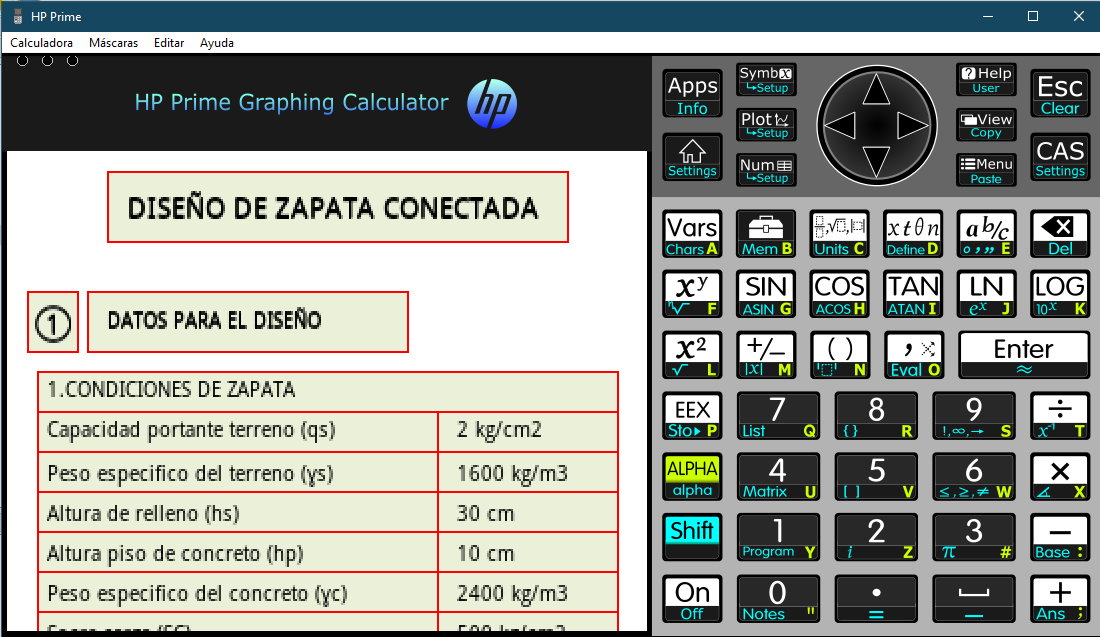 HP Prime
Calculadora Máscaras Editar Ayuda
HP Prime Graphing Calculator hp
DISEÑO DE ZAPATA CONECTADA
1 DATOS PARA EL DISEÑO
1.CONDICIONES DE ZAPATA
Capacidad portante terreno (qs) 2 kg/cm2
Peso especifico del terreno (ɣs) 1600 kg/m3
Altura de relleno (hs) 30 cm
Altura piso de concreto (hp) 10 cm
Peso especifico del concreto (ɣc) 2400 kg/m3
Apps
Info
Symb
↳Setup
Help
User
Esc
Clear
Plot
↳Setup
View
Copy
Settings
Num
↳Setup
Menu
Paste
CAS
Settings
Vars
Chars A Mem B Units C
x t θ n
Define D
a b/c
° ' " E
Del
xʸ
ⁿ√ F
SIN
ASIN G
COS
ACOS H
TAN
ATAN I
LN
eˣ J
LOG
10ˣ K
x²
√ L
+/−
|x| M
( )
N
,
Eval O
Enter
≈
EEX
Sto▸ P
7
List Q
8
{ } R
9
!,∞,→ S
÷
x⁻¹ T
ALPHA
alpha
4
Matrix U
5
[ ] V
6
≤,≥,≠ W
×
∡ X
Shift
1
Program Y
2
i Z
3
π #
−
Base :
On
Off
0
Notes "
.
=
␣
_
+
Ans ;